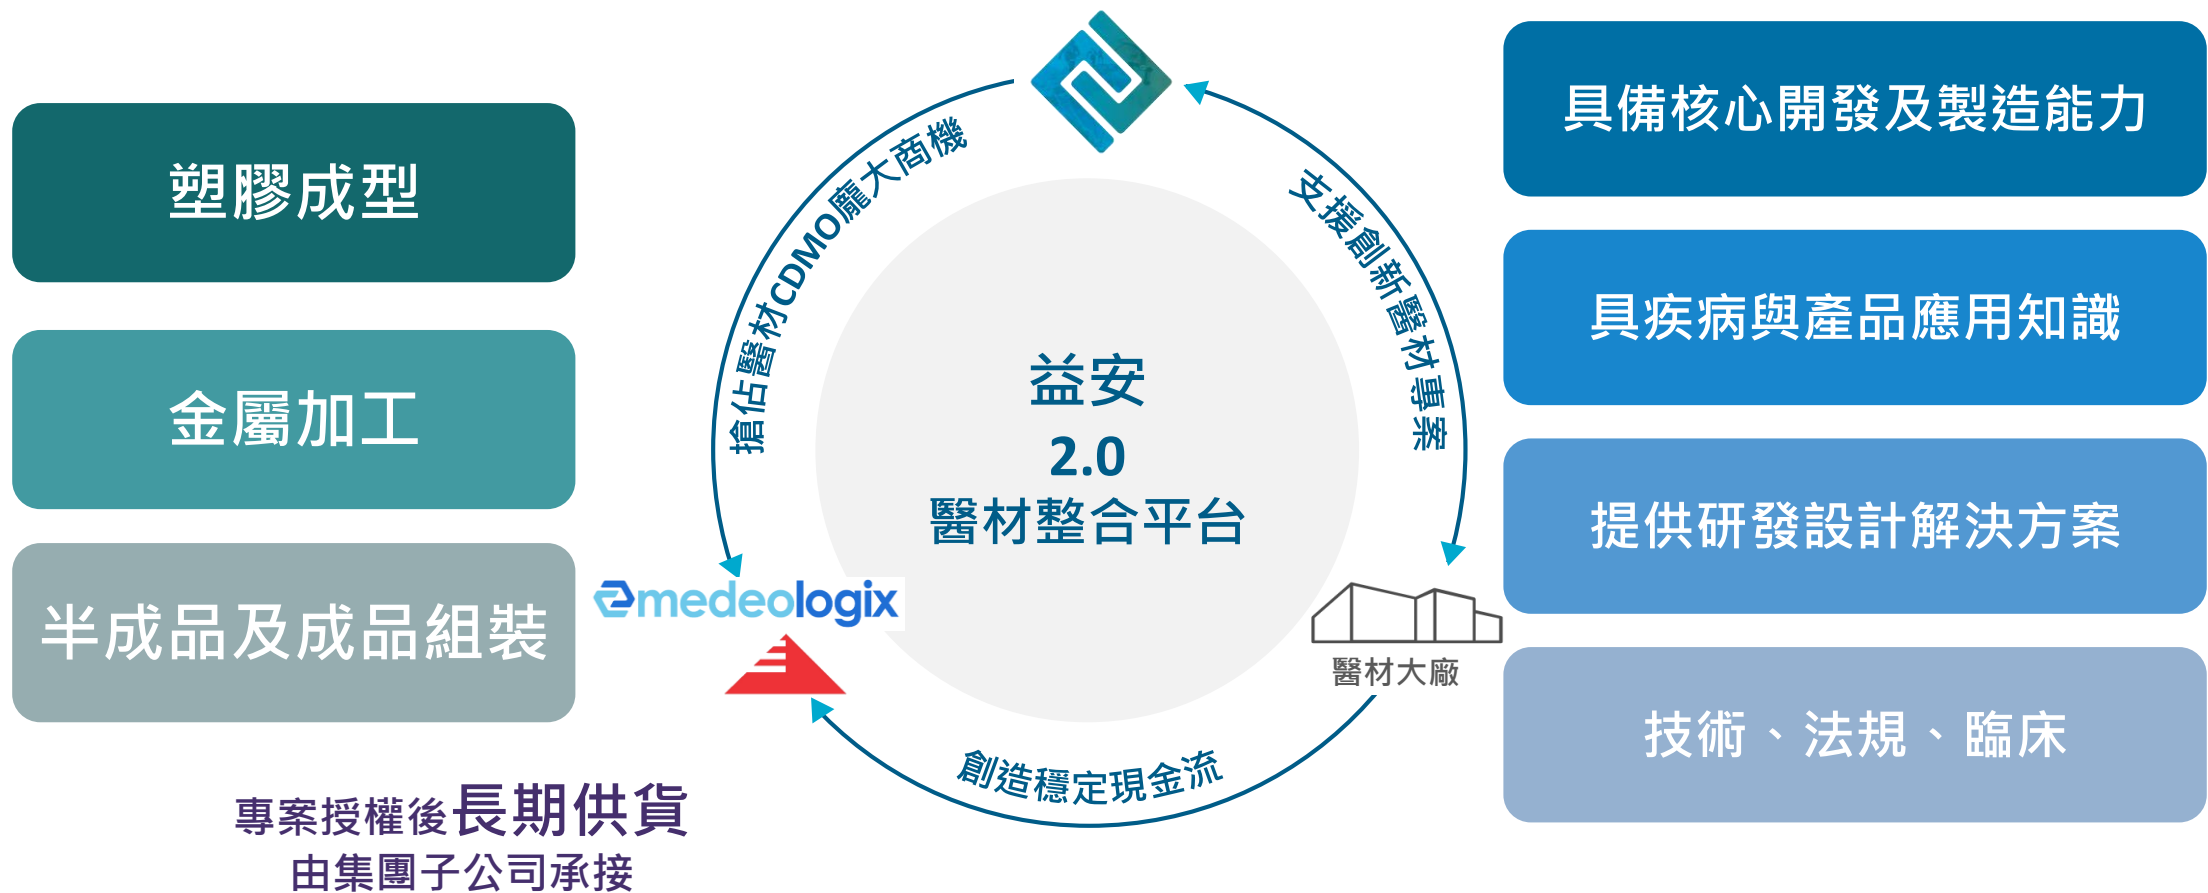 塑膠成型
金屬加工
半成品及成品組裝
專案授權後長期供貨
由集團子公司承接
搶佔醫材CDMO龐大商機
支援創新醫材專案
益安
2.0
醫材整合平台
medeologix
醫材大廠
創造穩定現金流
具備核心開發及製造能力
具疾病與產品應用知識
提供研發設計解決方案
技術、法規、臨床